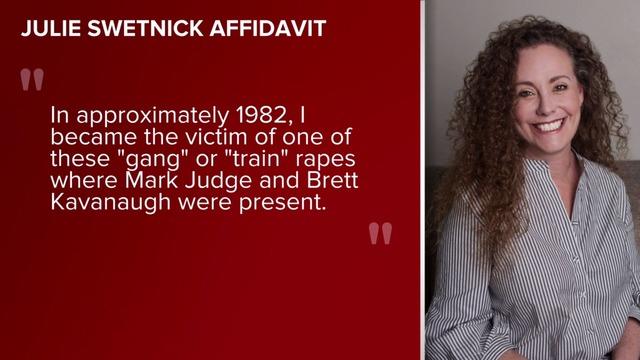 JULIE SWETNICK AFFIDAVIT
"
In approximately 1982, I
became the victim of one of
these "gang" or "train" rapes
where Mark Judge and Brett
Kavanaugh were present.
"